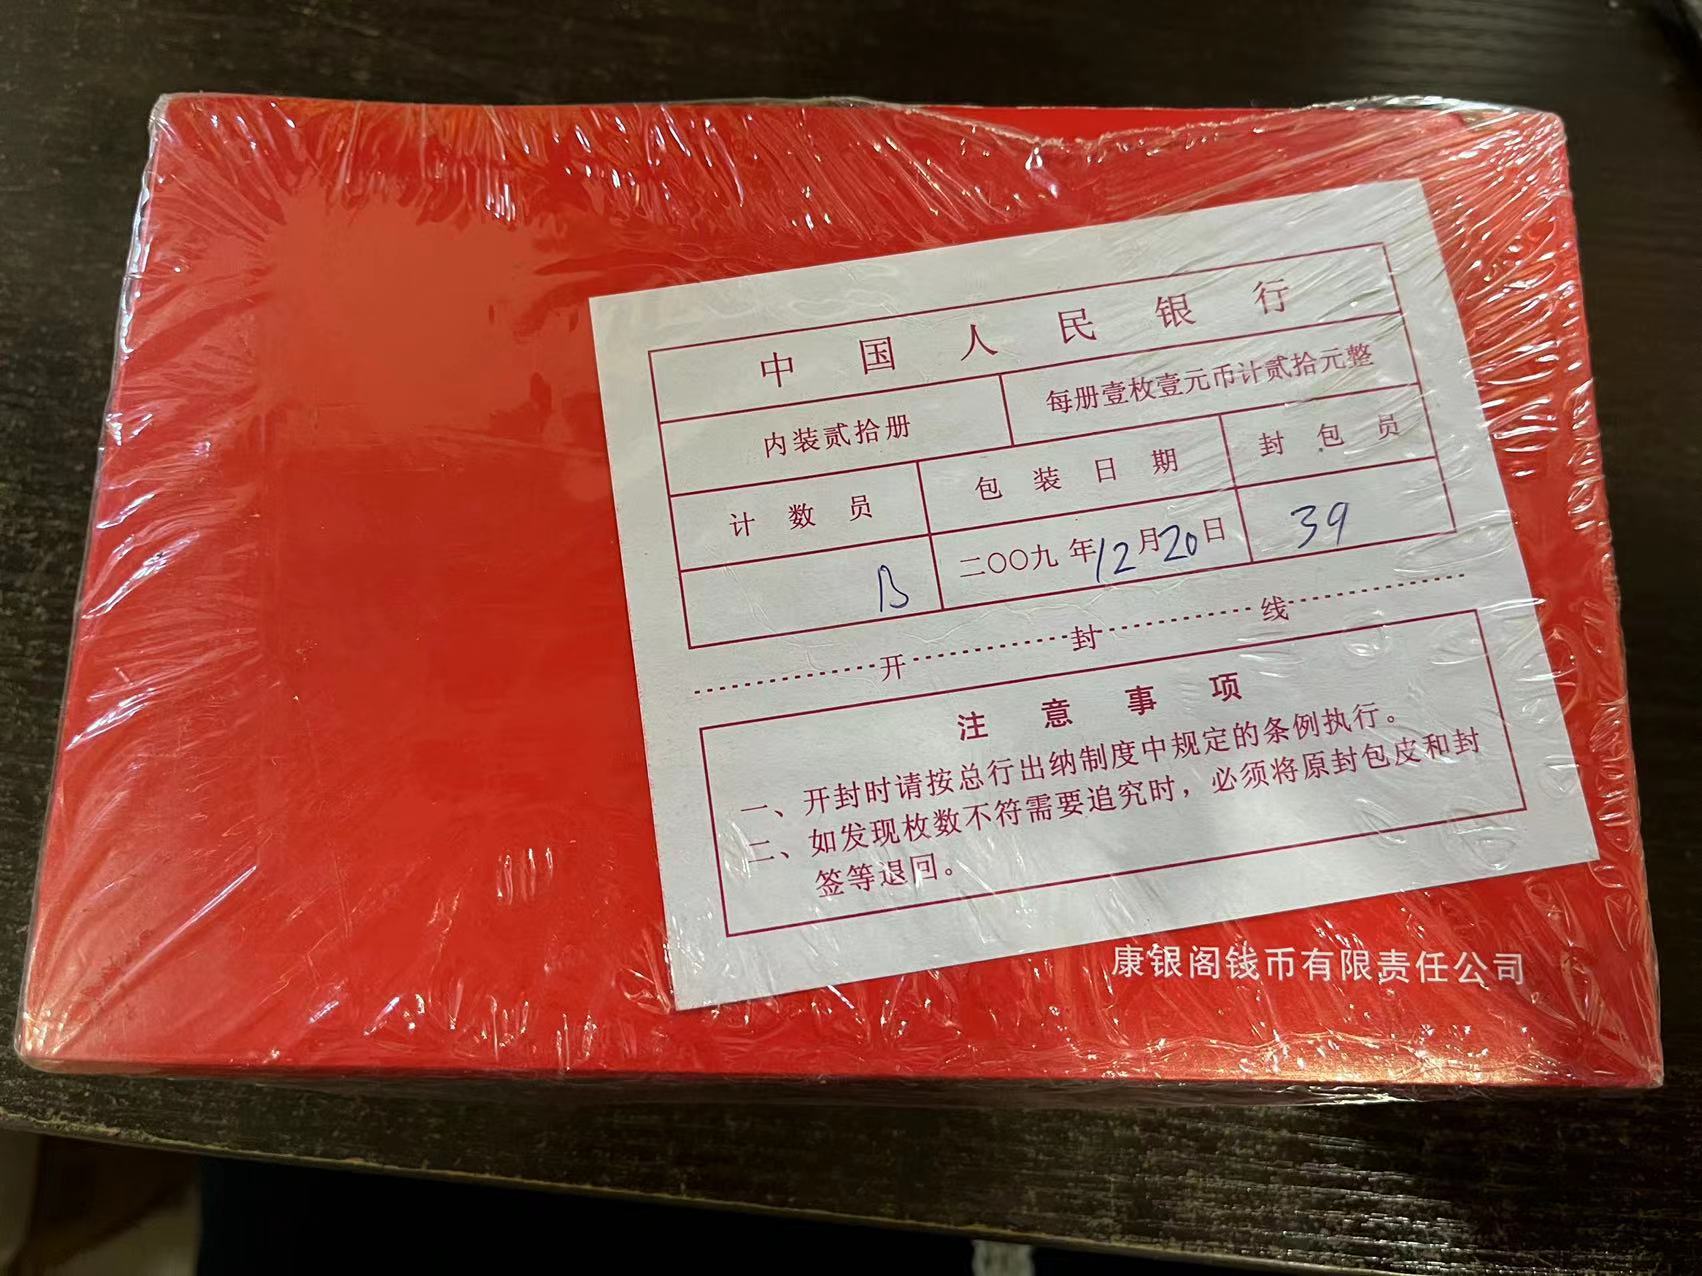 中国人民银行
内装贰拾册 每册壹枚壹元币计贰拾元整
计数员 包装日期 封包员
B 二〇〇九年12月20日 39
开封线
注意事项
一、开封时请按总行出纳制度中规定的条例执行。
二、如发现枚数不符需要追究时，必须将原封包皮和封
签等退回。
康银阁钱币有限责任公司